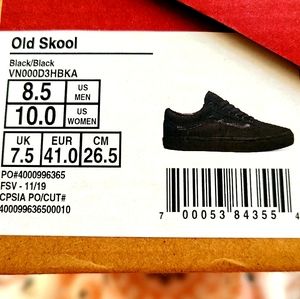 Old Skool
Black/Black
VN000D3HBKA
8.5 US MEN
10.0 US WOMEN
UK EUR CM
7.5 41.0 26.5
PO#4000996365
FSV - 11/19
CPSIA PO/CUT#
400099636500010
7 00053 84355 4